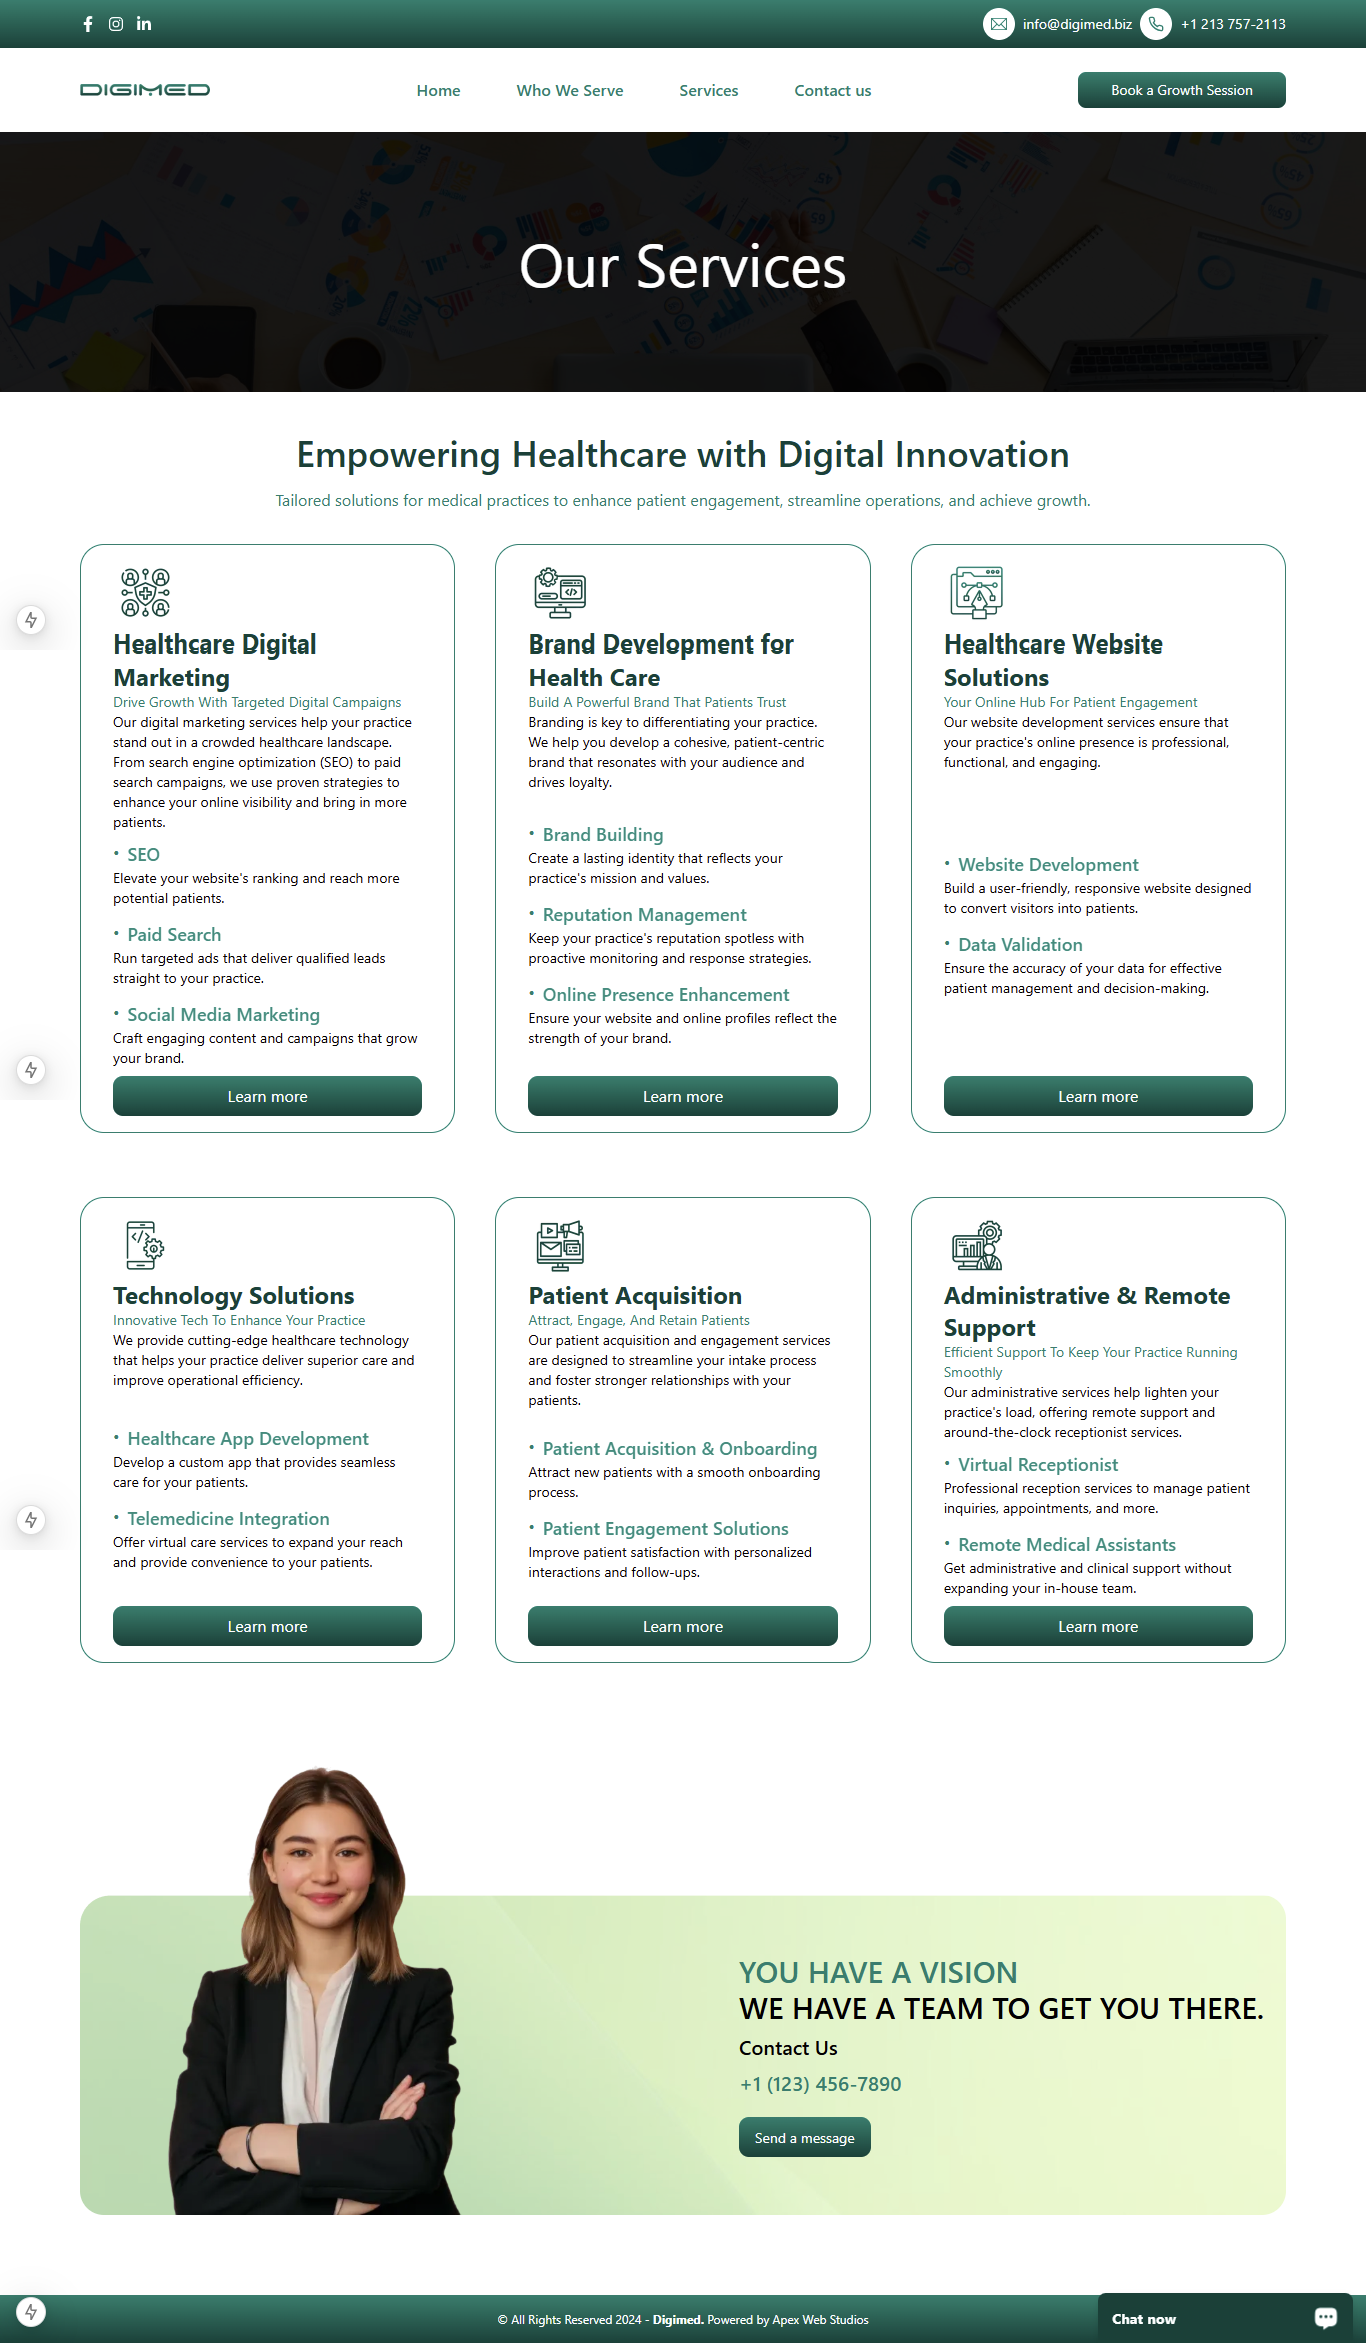 info@digimed.biz
+1 213 757-2113
DIGIMED
Home
Who We Serve
Services
Contact us
Book a Growth Session
Our Services
Empowering Healthcare with Digital Innovation
Tailored solutions for medical practices to enhance patient engagement, streamline operations, and achieve growth.
Healthcare Digital
Marketing
Drive Growth With Targeted Digital Campaigns
Our digital marketing services help your practice
stand out in a crowded healthcare landscape.
From search engine optimization (SEO) to paid
search campaigns, we use proven strategies to
enhance your online visibility and bring in more
patients.
• SEO
Elevate your website's ranking and reach more
potential patients.
• Paid Search
Run targeted ads that deliver qualified leads
straight to your practice.
• Social Media Marketing
Craft engaging content and campaigns that grow
your brand.
Learn more
Brand Development for
Health Care
Build A Powerful Brand That Patients Trust
Branding is key to differentiating your practice.
We help you develop a cohesive, patient-centric
brand that resonates with your audience and
drives loyalty.
• Brand Building
Create a lasting identity that reflects your
practice's mission and values.
• Reputation Management
Keep your practice's reputation spotless with
proactive monitoring and response strategies.
• Online Presence Enhancement
Ensure your website and online profiles reflect the
strength of your brand.
Learn more
Healthcare Website
Solutions
Your Online Hub For Patient Engagement
Our website development services ensure that
your practice's online presence is professional,
functional, and engaging.
• Website Development
Build a user-friendly, responsive website designed
to convert visitors into patients.
• Data Validation
Ensure the accuracy of your data for effective
patient management and decision-making.
Learn more
Technology Solutions
Innovative Tech To Enhance Your Practice
We provide cutting-edge healthcare technology
that helps your practice deliver superior care and
improve operational efficiency.
• Healthcare App Development
Develop a custom app that provides seamless
care for your patients.
• Telemedicine Integration
Offer virtual care services to expand your reach
and provide convenience to your patients.
Learn more
Patient Acquisition
Attract, Engage, And Retain Patients
Our patient acquisition and engagement services
are designed to streamline your intake process
and foster stronger relationships with your
patients.
• Patient Acquisition & Onboarding
Attract new patients with a smooth onboarding
process.
• Patient Engagement Solutions
Improve patient satisfaction with personalized
interactions and follow-ups.
Learn more
Administrative & Remote
Support
Efficient Support To Keep Your Practice Running
Smoothly
Our administrative services help lighten your
practice's load, offering remote support and
around-the-clock receptionist services.
• Virtual Receptionist
Professional reception services to manage patient
inquiries, appointments, and more.
• Remote Medical Assistants
Get administrative and clinical support without
expanding your in-house team.
Learn more
YOU HAVE A VISION
WE HAVE A TEAM TO GET YOU THERE.
Contact Us
+1 (123) 456-7890
Send a message
© All Rights Reserved 2024 - Digimed. Powered by Apex Web Studios
Chat now